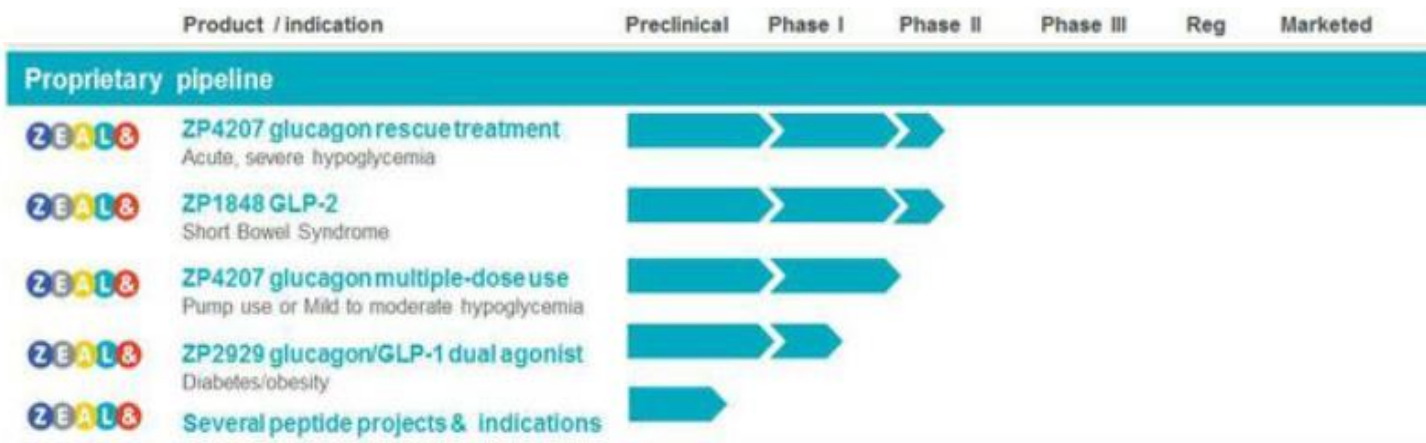 Product / indication Preclinical Phase I Phase II Phase III Reg Marketed
Proprietary pipeline
ZEAL& ZP4207 glucagon rescue treatment
Acute, severe hypoglycemia
ZEAL& ZP1848 GLP-2
Short Bowel Syndrome
ZEAL& ZP4207 glucagon multiple-dose use
Pump use or Mild to moderate hypoglycemia
ZEAL& ZP2929 glucagon/GLP-1 dual agonist
Diabetes/obesity
ZEAL& Several peptide projects & indications